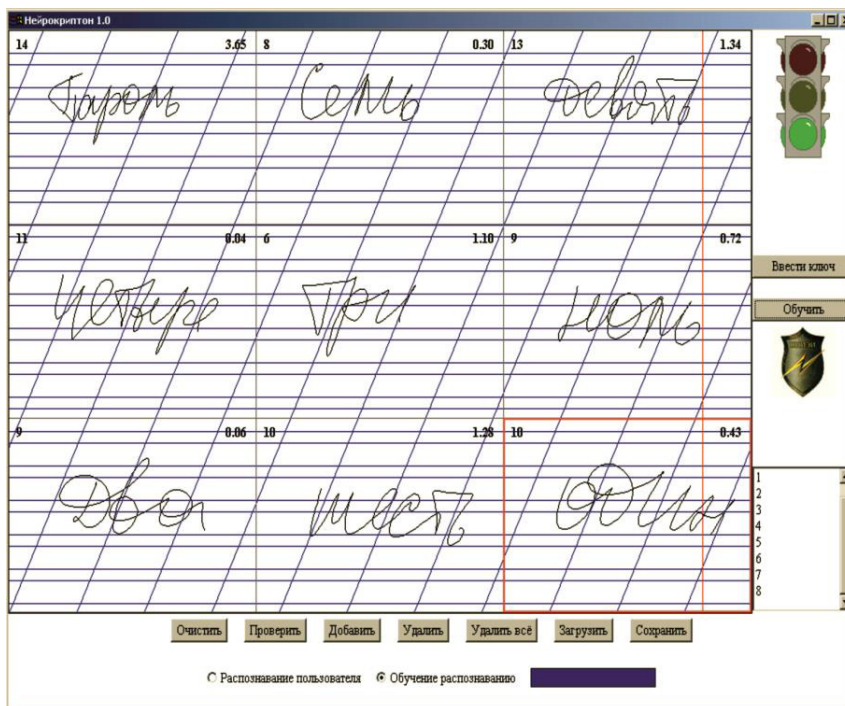 Нейрокриптон 1.0
14 3.65 8 0.30 13 1.34
Пароль Семь Девять
11 0.04 6 1.10 9 0.72
Четыре Три ноль
9 0.06 10 1.28 10 0.43
Два шесть Один
Ввести ключ
Обучить
1
2
3
4
5
6
7
8
Очистить Проверить Добавить Удалить Удалить всё Загрузить Сохранить
Распознавание пользователя Обучение распознаванию